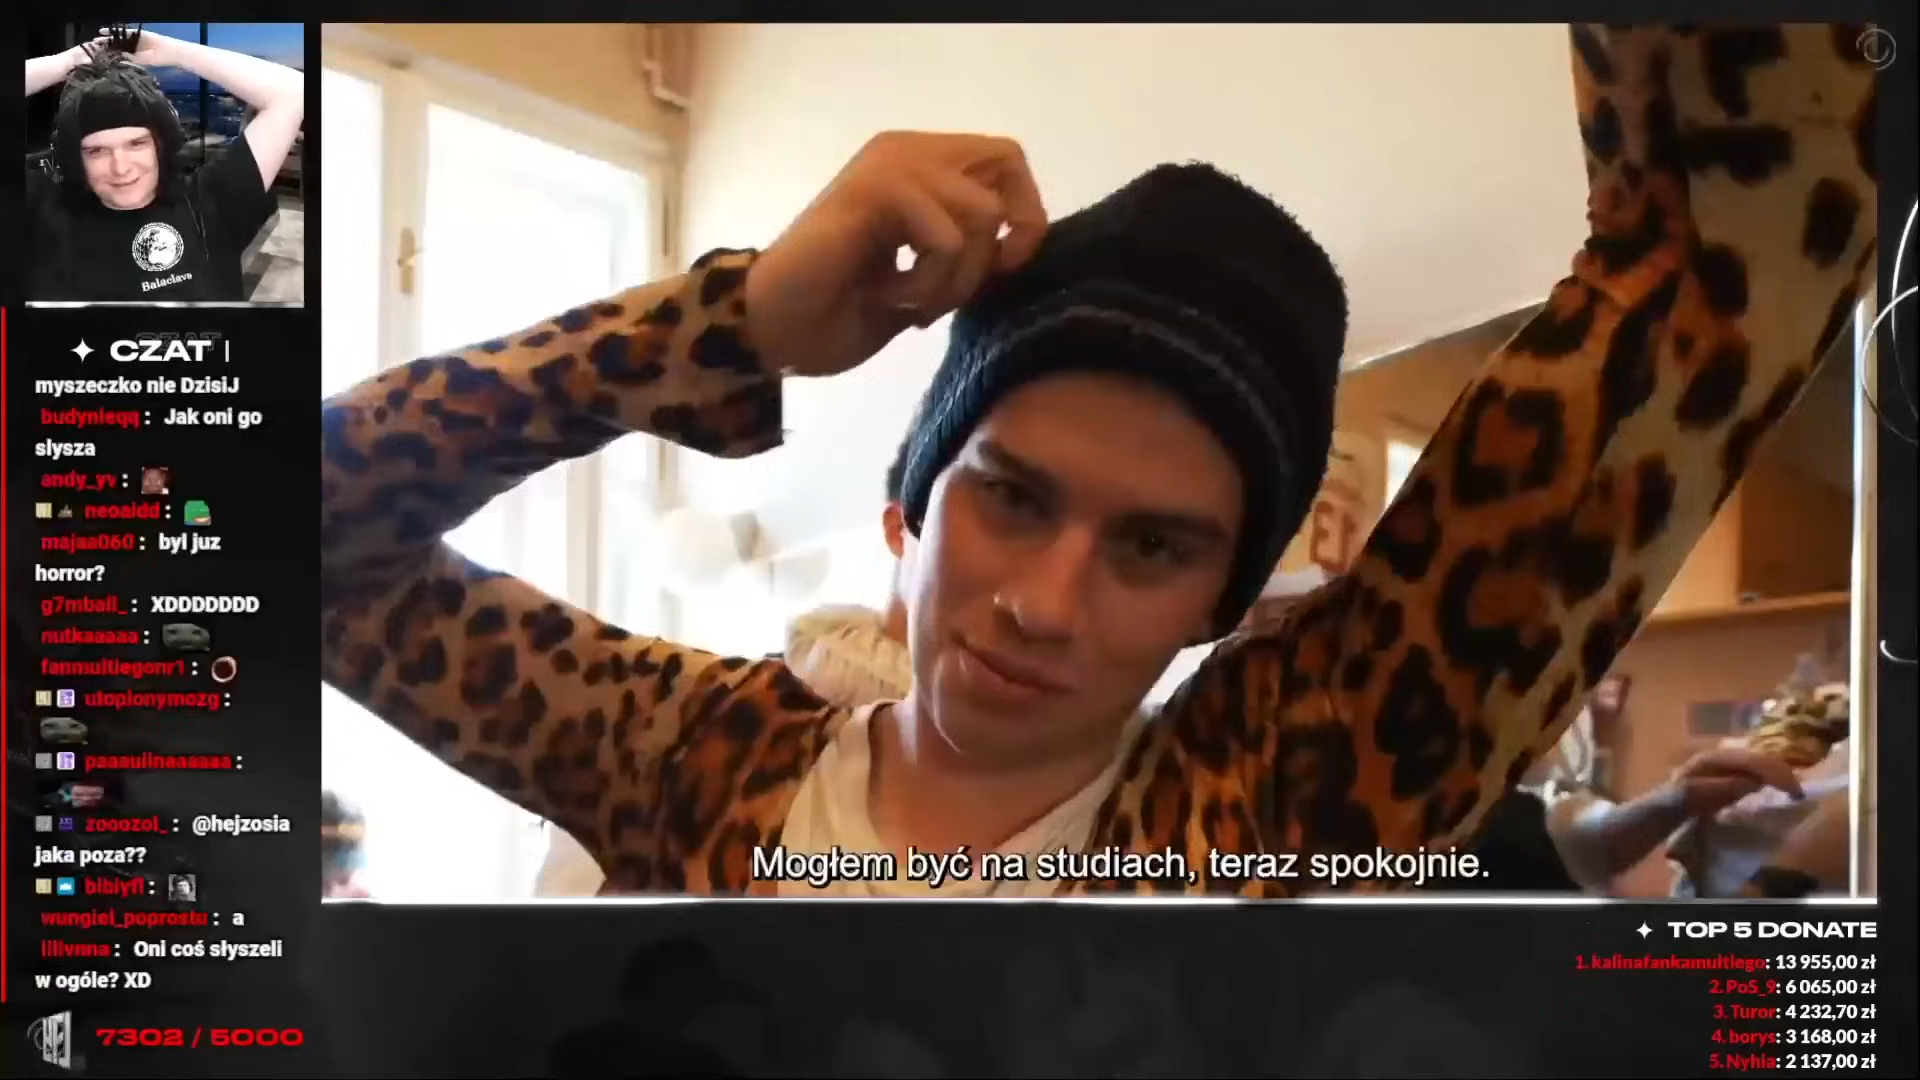 Balaclava
CZAT
myszeczko nie DzisiJ
budynieqq: Jak oni go
slysza
andy_yv:
neoaidd:
majaa060: byl juz
horror?
g7mball_: XDDDDDDD
nutkaaaaa:
fanmultiegonr1:
utopionymozg:
paaaulinaaaaaa:
zooozol_: @hejzosia
jaka poza??
wungiel_poprostu: a
lilivnna: Oni coś słyszeli
w ogóle? XD
7302 / 5000
13
Mogłem być na studiach, teraz spokojnie.
TOP 5 DONATE
1. kalinafankamultiego: 13 955,00 zł
2. PoS_9: 6 065,00 zł
3. Turor: 4 232,70 zł
4. borys: 3 168,00 zł
5. Nyhia: 2 137,00 zł